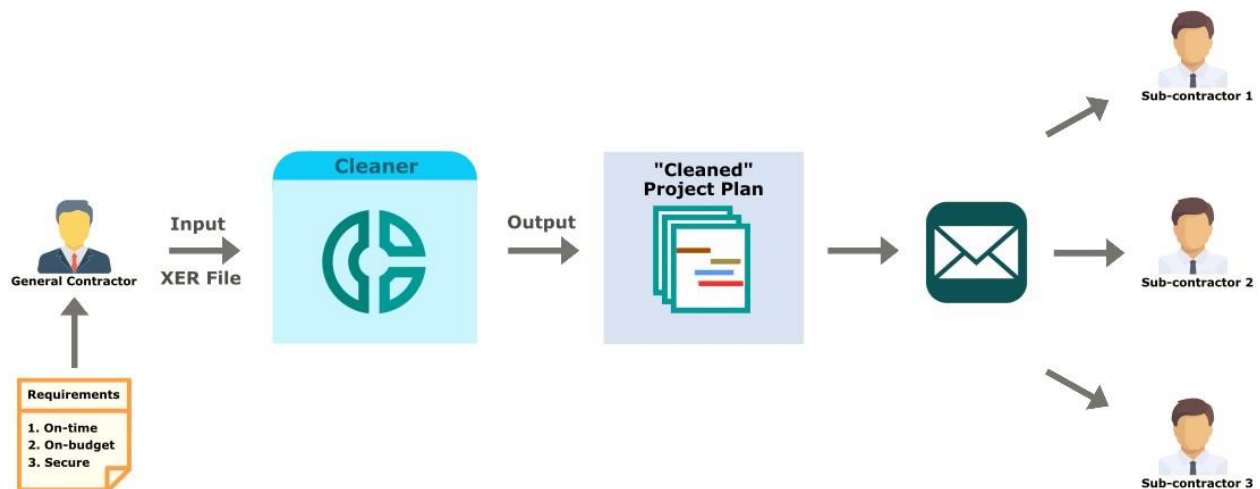 General Contractor
Requirements
1. On-time
2. On-budget
3. Secure
Input
XER File
Cleaner
Output
"Cleaned"
Project Plan
Sub-contractor 1
Sub-contractor 2
Sub-contractor 3